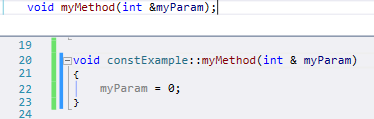 void myMethod(int &myParam);
19
20 void constExample::myMethod(int & myParam)
21 {
22 myParam = 0;
23 }